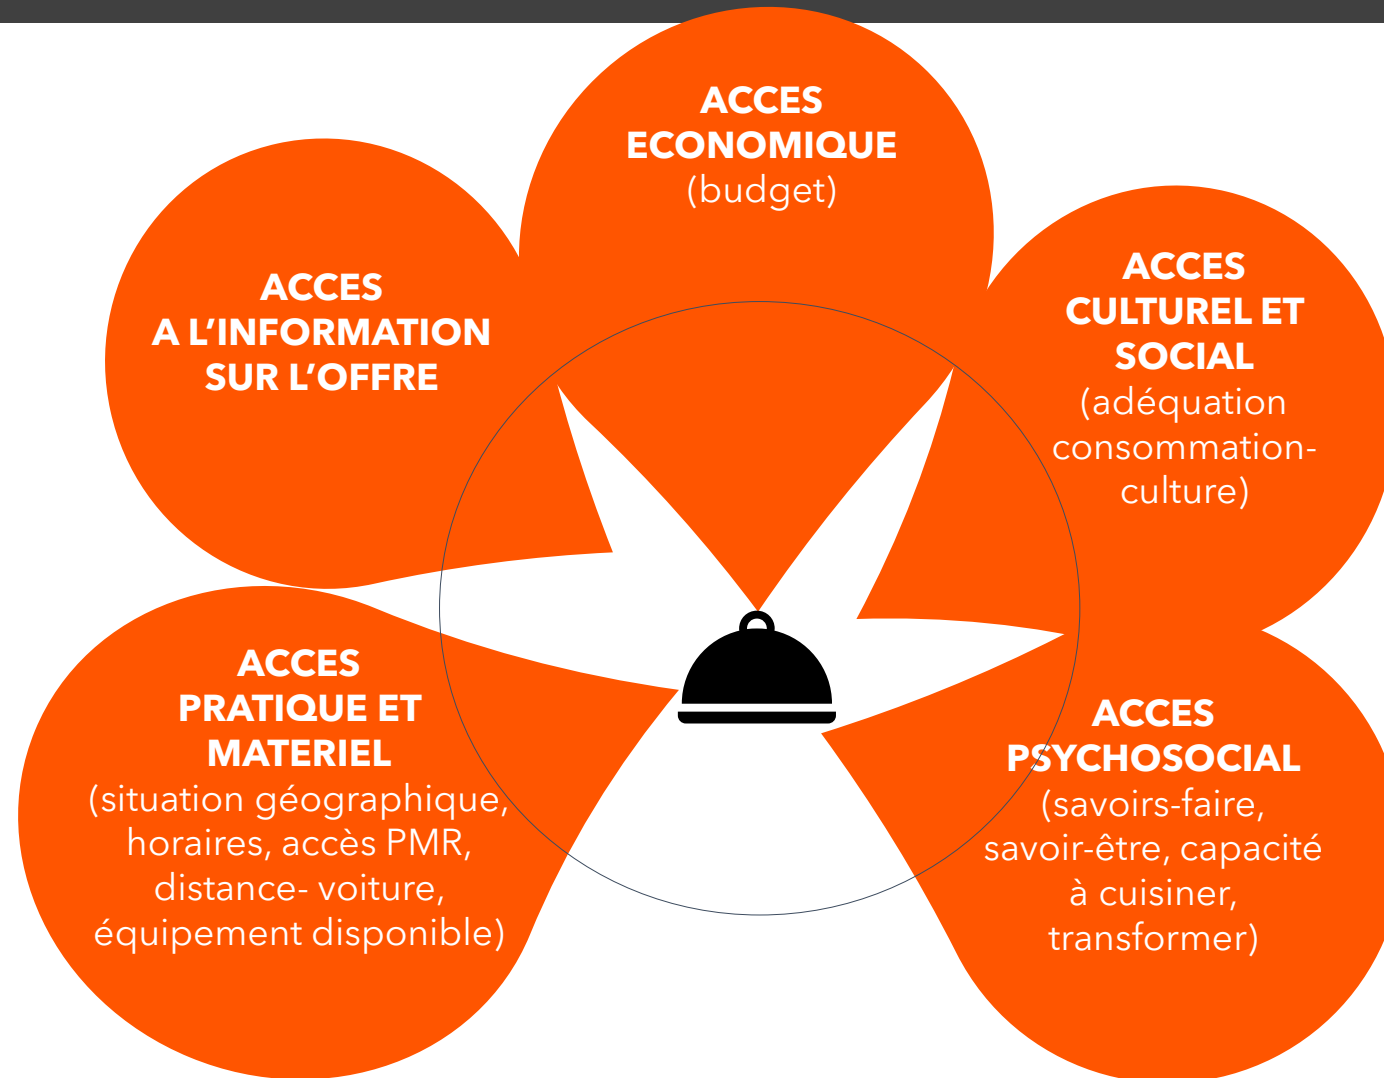 ACCES
ECONOMIQUE
(budget)
ACCES
A L’INFORMATION
SUR L’OFFRE
ACCES
CULTUREL ET
SOCIAL
(adéquation
consommation-
culture)
ACCES
PRATIQUE ET
MATERIEL
(situation géographique,
horaires, accès PMR,
distance- voiture,
équipement disponible)
ACCES
PSYCHOSOCIAL
(savoirs-faire,
savoir-être, capacité
à cuisiner,
transformer)